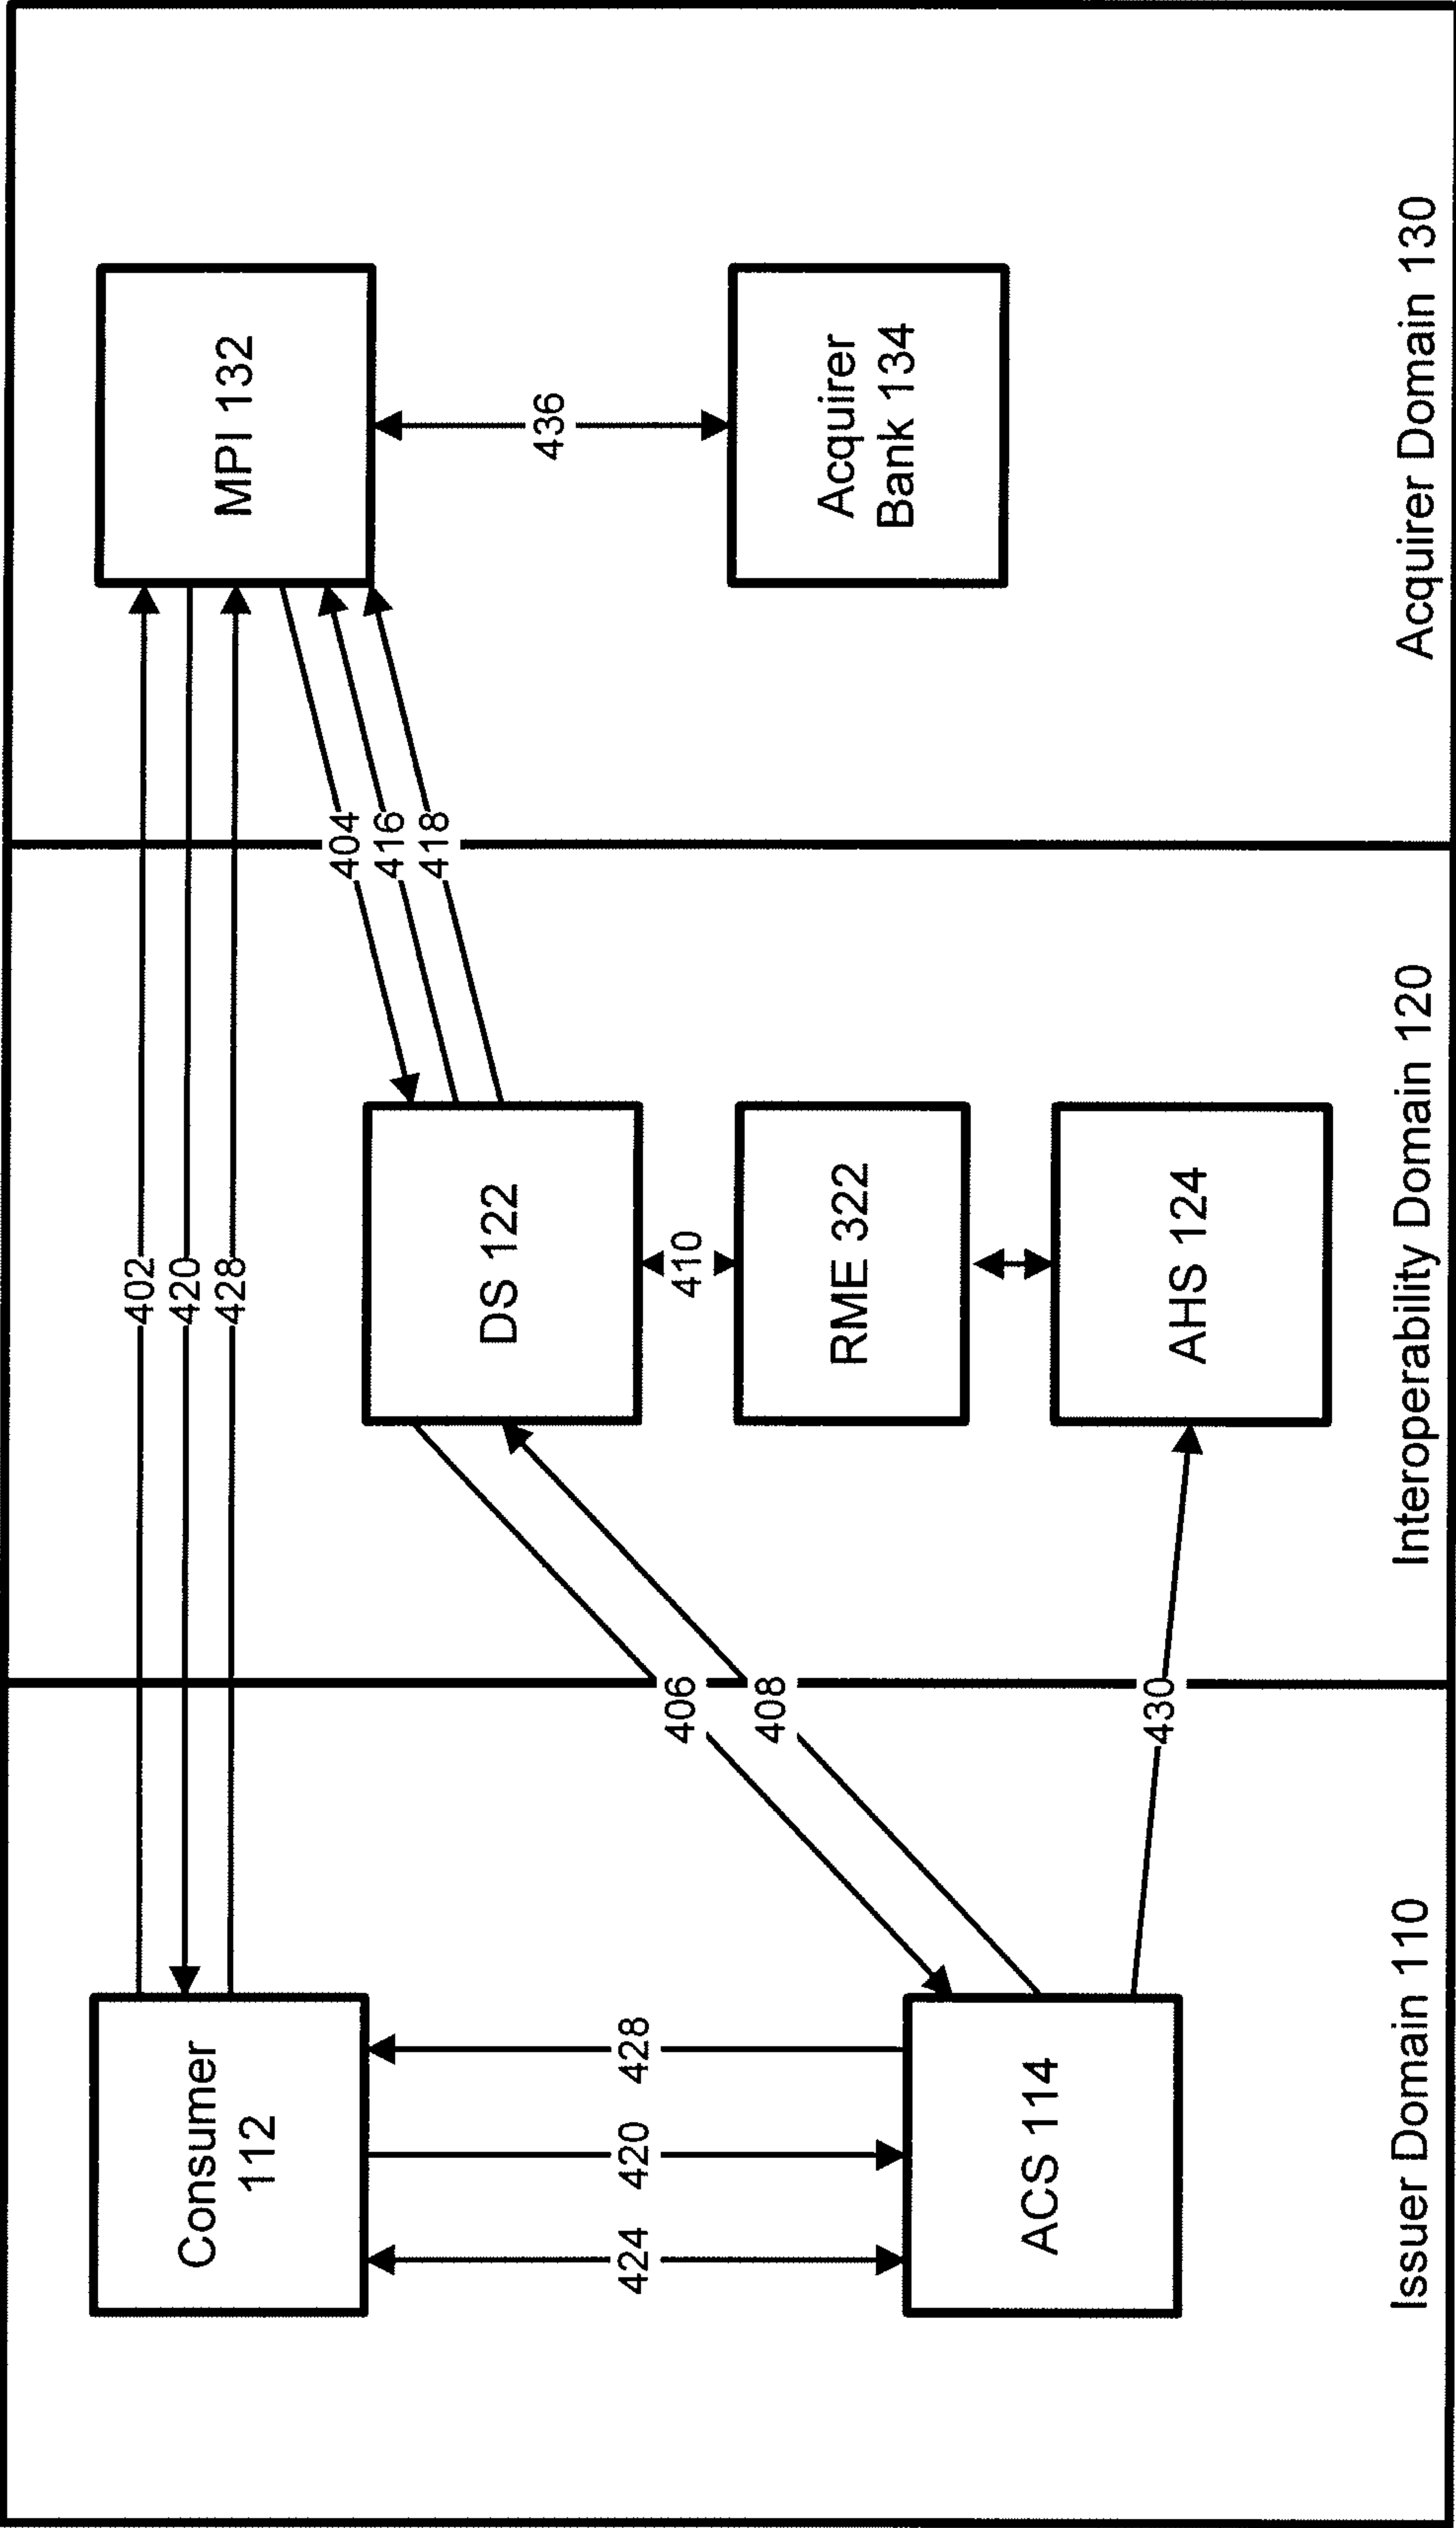 402
420
428
Consumer
112
MPI 132
404
416
418
DS 122
436
428
420
424
406
408
410
RME 322
Acquirer
Bank 134
ACS 114
430
AHS 124
Issuer Domain 110
Interoperability Domain 120
Acquirer Domain 130